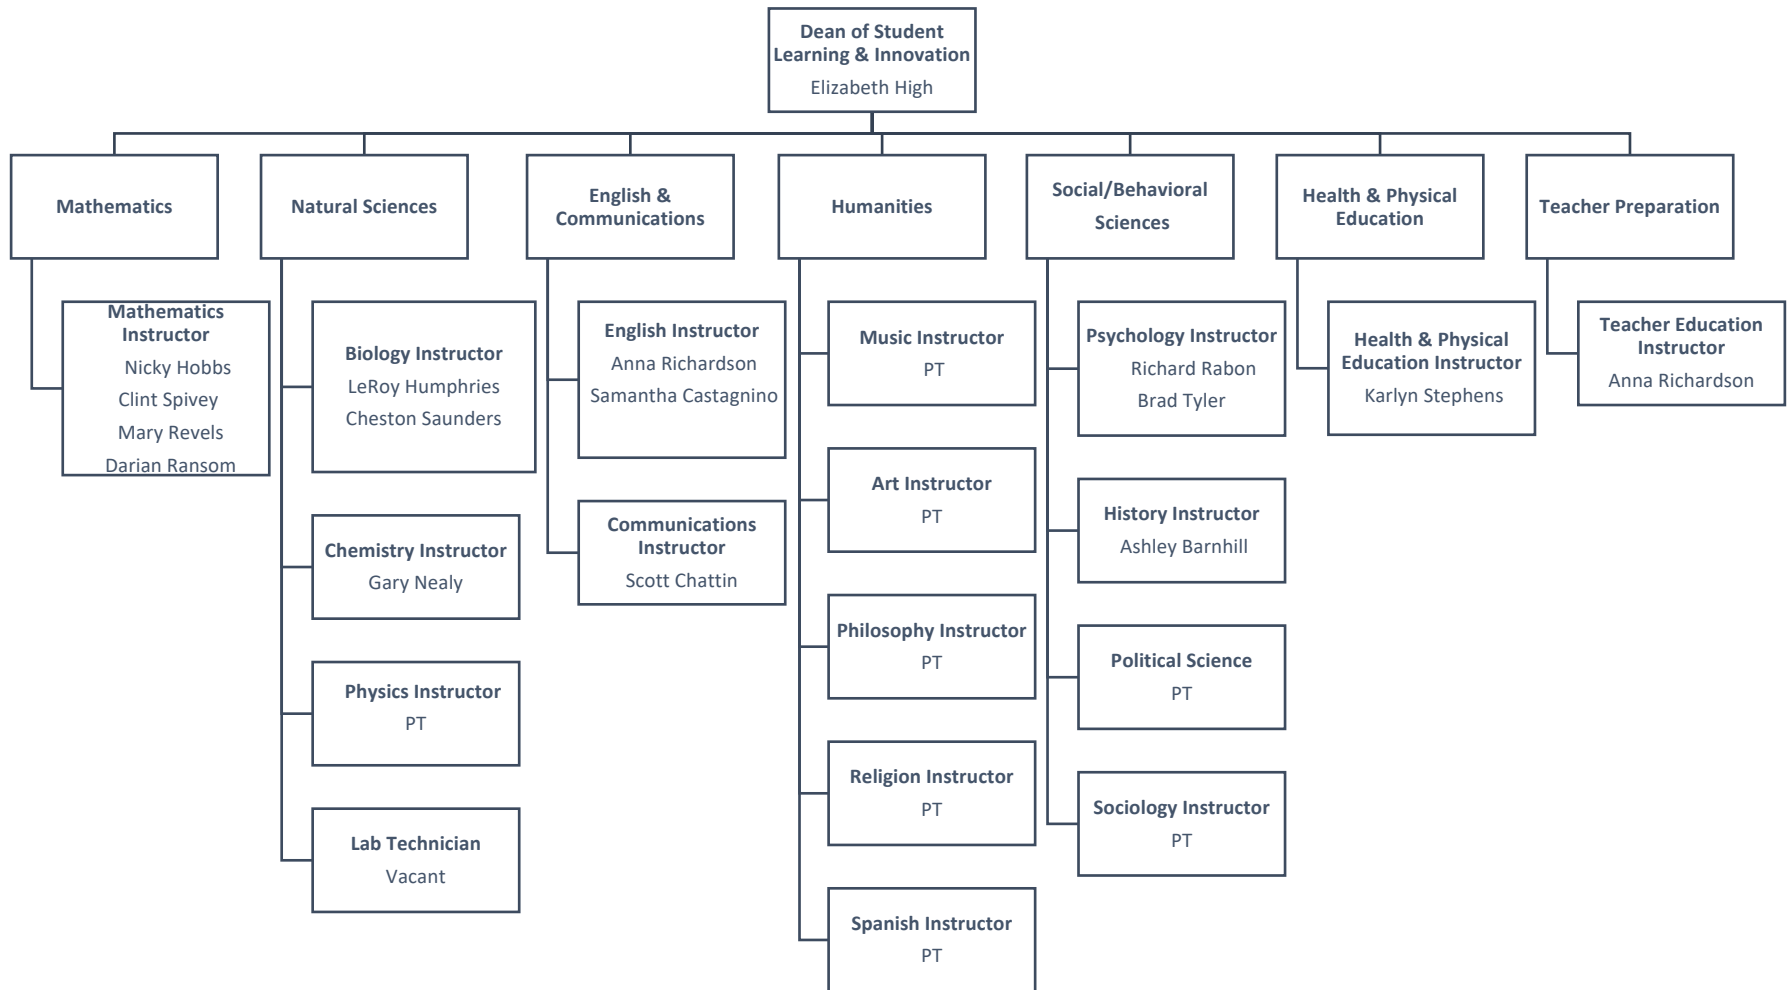 Dean of Student
Learning & Innovation
Elizabeth High
Mathematics
Mathematics
Instructor
Nicky Hobbs
Clint Spivey
Mary Revels
Darian Ransom
Natural Sciences
Biology Instructor
LeRoy Humphries
Cheston Saunders
Chemistry Instructor
Gary Nealy
Physics Instructor
PT
Lab Technician
Vacant
English &
Communications
English Instructor
Anna Richardson
Samantha Castagnino
Communications
Instructor
Scott Chattin
Humanities
Music Instructor
PT
Art Instructor
PT
Philosophy Instructor
PT
Religion Instructor
PT
Spanish Instructor
PT
Social/Behavioral
Sciences
Psychology Instructor
Richard Rabon
Brad Tyler
History Instructor
Ashley Barnhill
Political Science
PT
Sociology Instructor
PT
Health & Physical
Education
Health & Physical
Education Instructor
Karlyn Stephens
Teacher Preparation
Teacher Education
Instructor
Anna Richardson